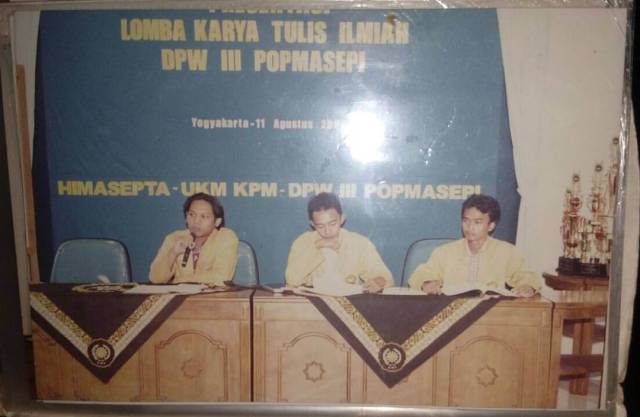 LOMBA KARYA TULIS ILMIAH
DPW III POPMASEPI
Yogyakarta-11 Agustus
HIMASEPTA-UKM KPM-DPW III POPMASEPI